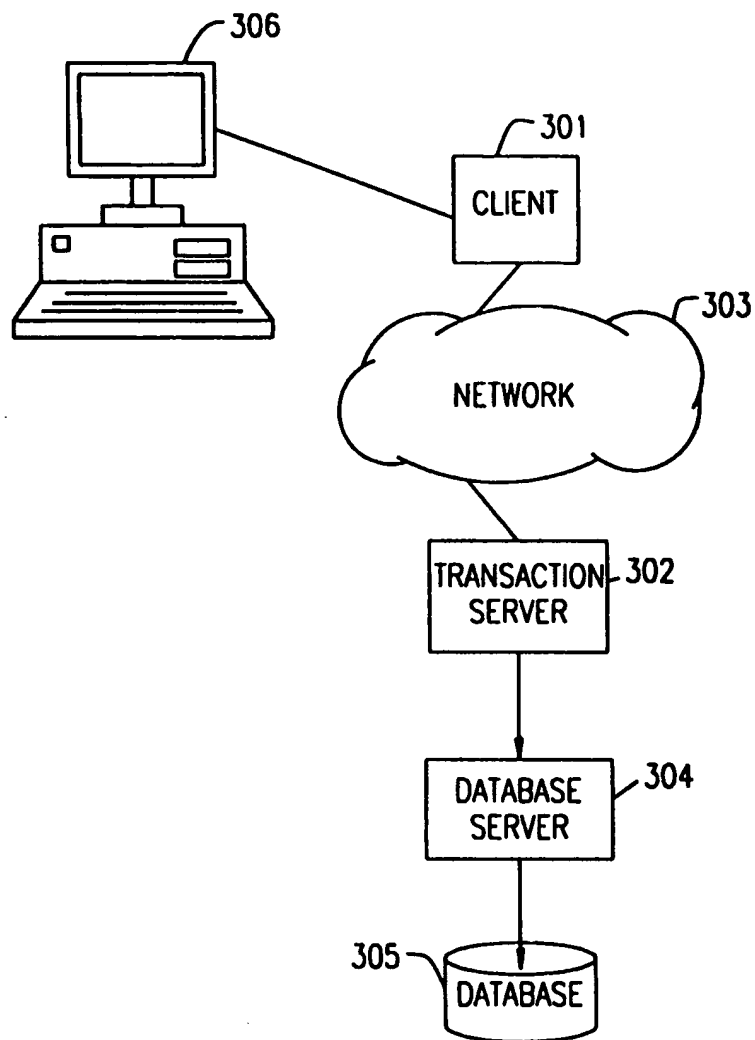 306
301
CLIENT
303
NETWORK
TRANSACTION
SERVER
302
DATABASE
SERVER
304
305
DATABASE